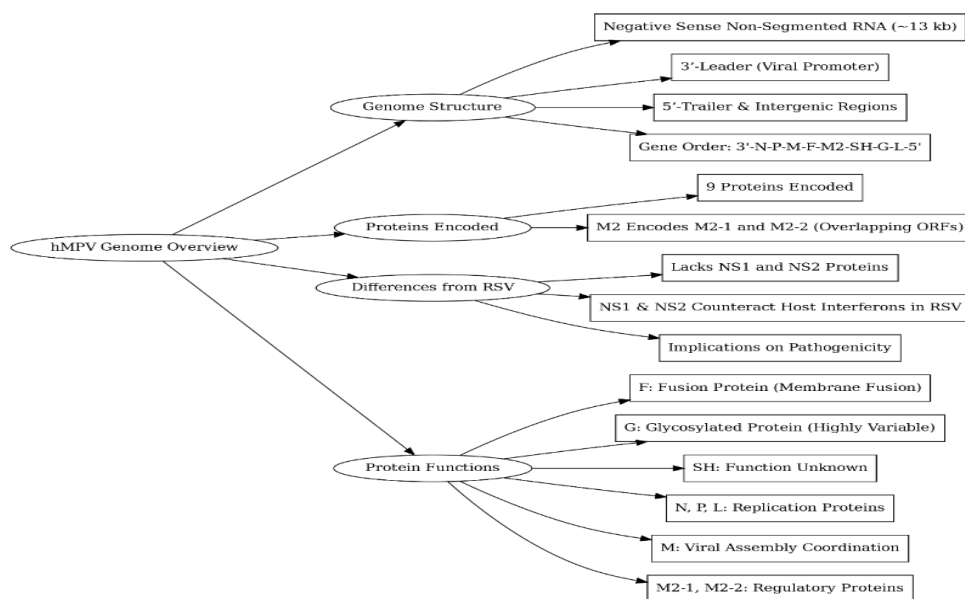 hMPV Genome Overview
Genome Structure
Negative Sense Non-Segmented RNA (~13 kb)
3’-Leader (Viral Promoter)
5’-Trailer & Intergenic Regions
Gene Order: 3'-N-P-M-F-M2-SH-G-L-5'
Proteins Encoded
9 Proteins Encoded
M2 Encodes M2-1 and M2-2 (Overlapping ORFs)
Differences from RSV
Lacks NS1 and NS2 Proteins
NS1 & NS2 Counteract Host Interferons in RSV
Implications on Pathogenicity
Protein Functions
F: Fusion Protein (Membrane Fusion)
G: Glycosylated Protein (Highly Variable)
SH: Function Unknown
N, P, L: Replication Proteins
M: Viral Assembly Coordination
M2-1, M2-2: Regulatory Proteins